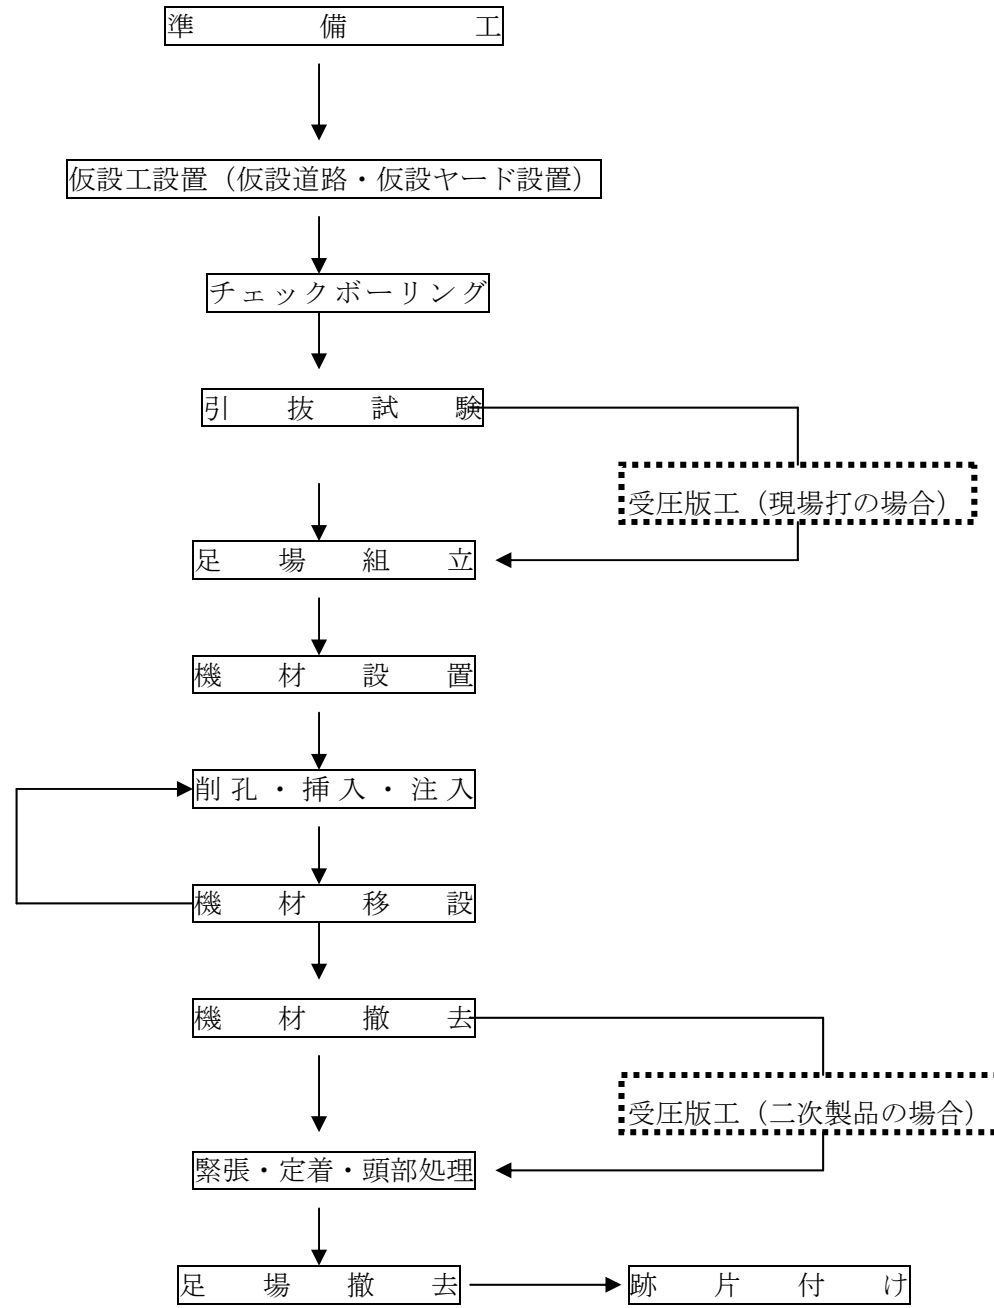 準備工
仮設工設置（仮設道路・仮設ヤード設置）
チェックボーリング
引抜試験
受圧版工（現場打の場合）
足場組立
機材設置
削孔・挿入・注入
機材移設
機材撤去
受圧版工（二次製品の場合）
緊張・定着・頭部処理
足場撤去
跡片付け